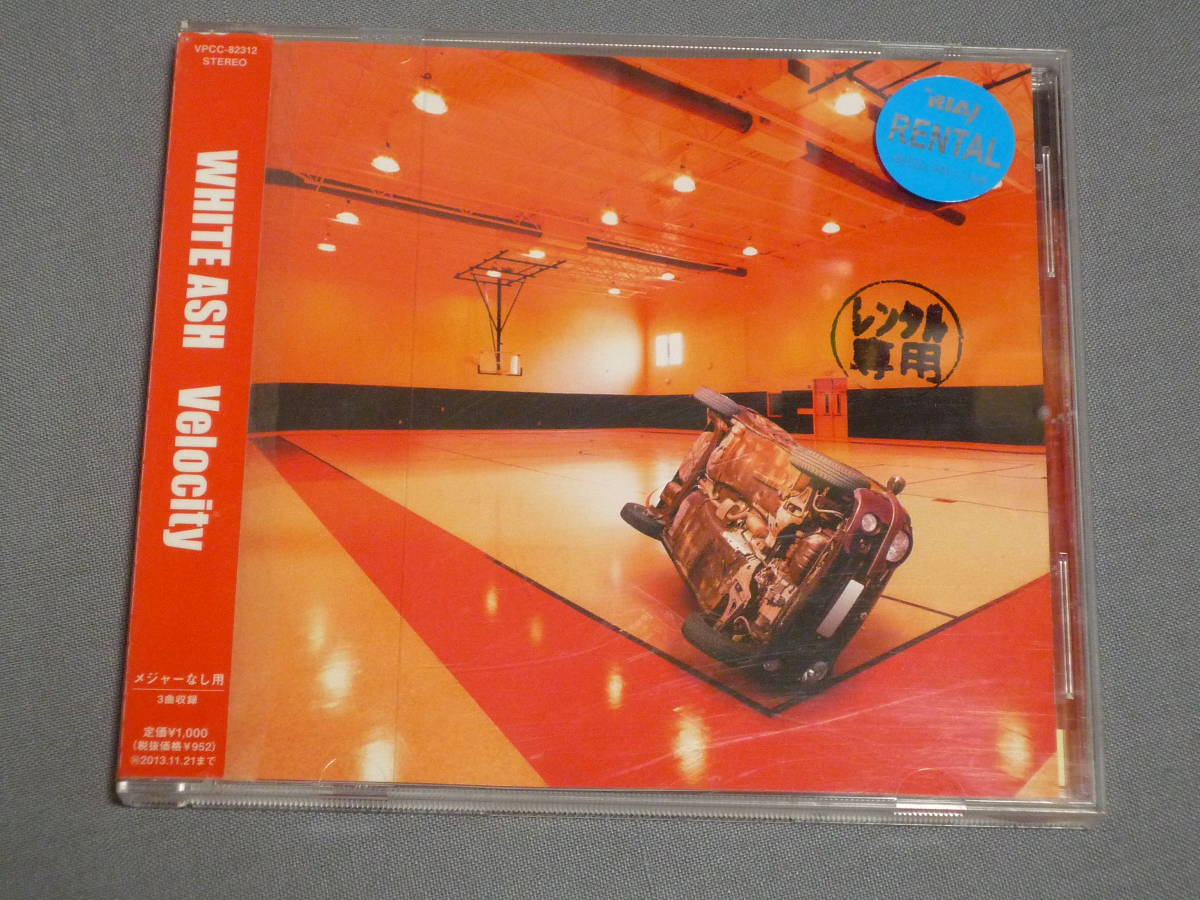 VPCC-82312
STEREO
WHITE ASH Velocity
メジャーなし用
3曲収録
定価¥1,000
(税抜価格¥952)
2013.11.21まで
RENTAL
レンタル
専用